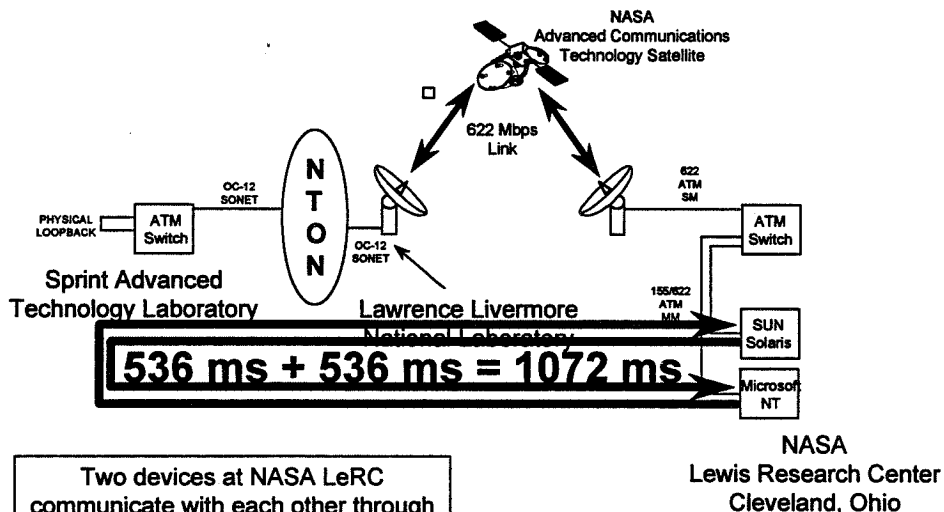 NASA
Advanced Communications
Technology Satellite
622 Mbps
Link
N
T
O
N
OC-12
SONET
622
ATM
SM
PHYSICAL
LOOPBACK
ATM
Switch
OC-12
SONET
ATM
Switch
Sprint Advanced
Technology Laboratory
Lawrence Livermore
National Laboratory
155/622
ATM
MM
SUN
Solaris
536 ms + 536 ms = 1072 ms
Microsoft
NT
NASA
Lewis Research Center
Cleveland, Ohio
Two devices at NASA LeRC
communicate with each other through